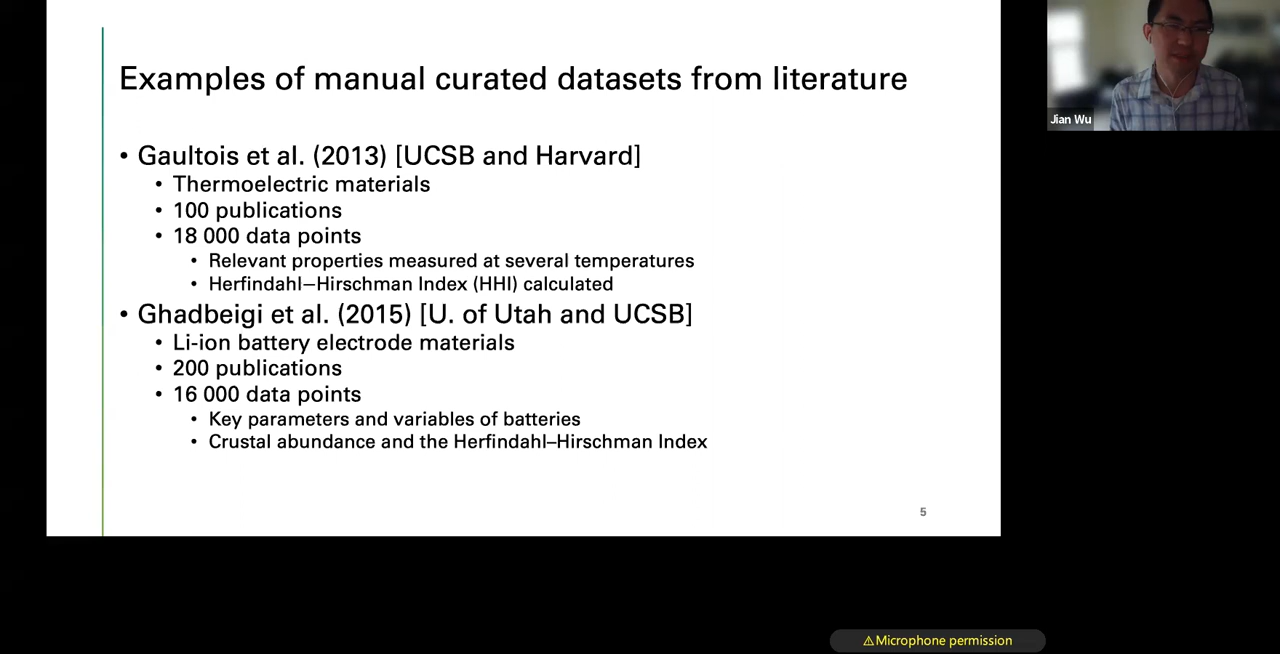 Examples of manual curated datasets from literature
• Gaultois et al. (2013) [UCSB and Harvard]
• Thermoelectric materials
• 100 publications
• 18 000 data points
• Relevant properties measured at several temperatures
• Herfindahl–Hirschman Index (HHI) calculated
• Ghadbeigi et al. (2015) [U. of Utah and UCSB]
• Li-ion battery electrode materials
• 200 publications
• 16 000 data points
• Key parameters and variables of batteries
• Crustal abundance and the Herfindahl–Hirschman Index
5
Jian Wu
⚠Microphone permission